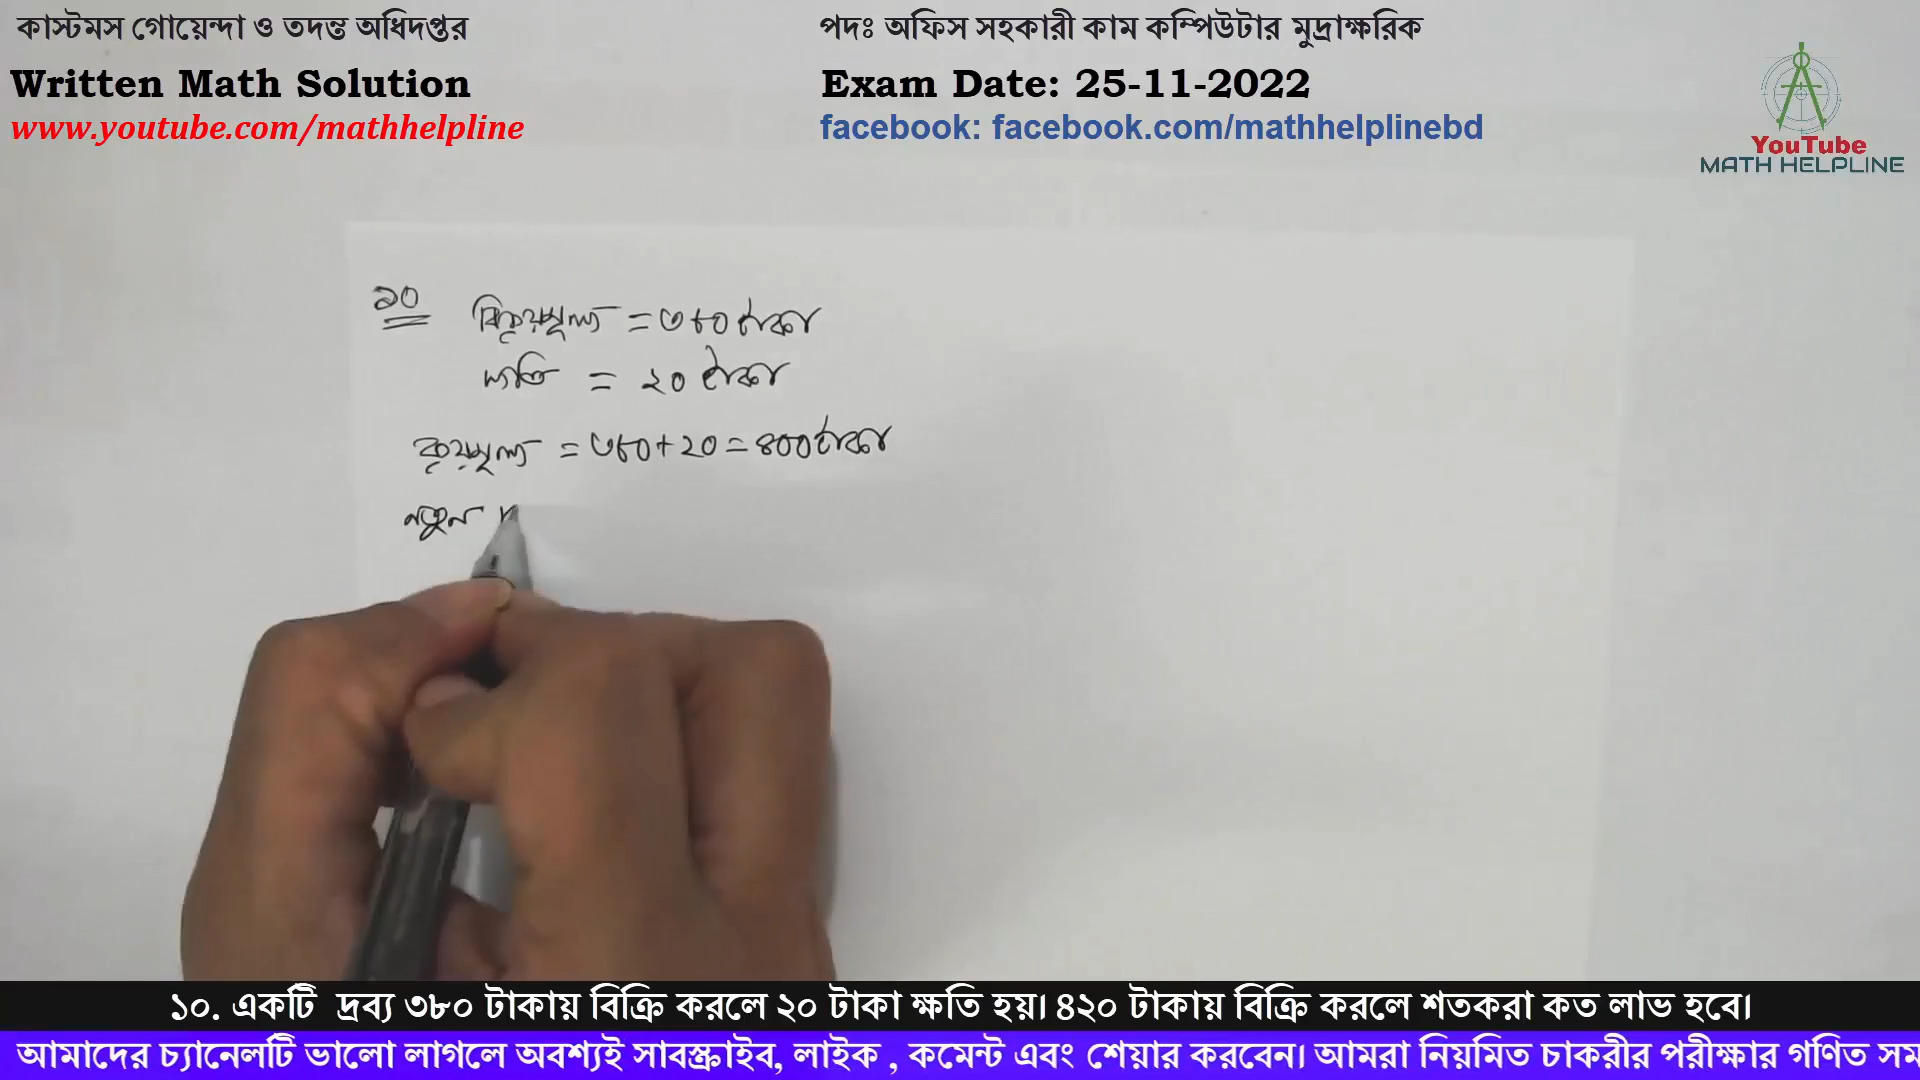 কাস্টমস গোয়েন্দা ও তদন্ত অধিদপ্তর
পদঃ অফিস সহকারী কাম কম্পিউটার মুদ্রাক্ষরিক
Written Math Solution
Exam Date: 25-11-2022
www.youtube.com/mathhelpline
facebook: facebook.com/mathhelplinebd
YouTube
MATH HELPLINE
১০ বিক্রয়মূল্য = ৩৮০ টাকা
ক্ষতি = ২০ টাকা
ক্রয়মূল্য = ৩৮০ + ২০ = ৪০০ টাকা
নতুন
১০. একটি দ্রব্য ৩৮০ টাকায় বিক্রি করলে ২০ টাকা ক্ষতি হয়। ৪২০ টাকায় বিক্রি করলে শতকরা কত লাভ হবে।
আমাদের চ্যানেলটি ভালো লাগলে অবশ্যই সাবস্ক্রাইব, লাইক , কমেন্ট এবং শেয়ার করবেন। আমরা নিয়মিত চাকরীর পরীক্ষার গণিত সম